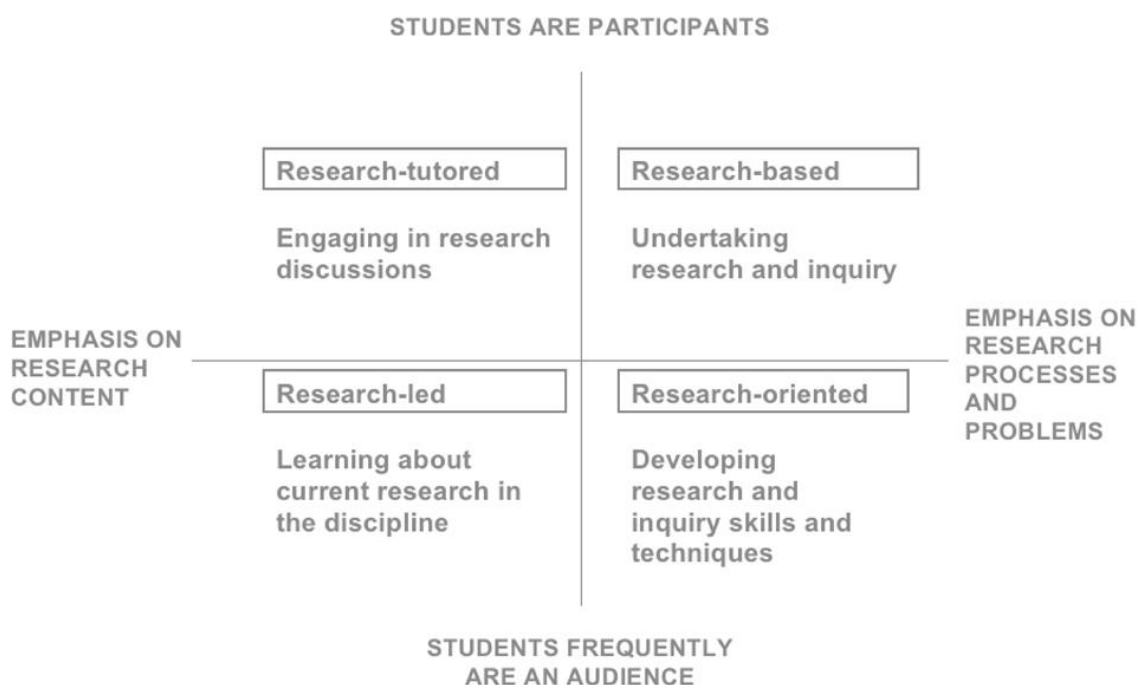 STUDENTS ARE PARTICIPANTS
Research-tutored
Engaging in research
discussions
Research-based
Undertaking
research and inquiry
EMPHASIS ON
RESEARCH
CONTENT
EMPHASIS ON
RESEARCH
PROCESSES
AND
PROBLEMS
Research-led
Learning about
current research in
the discipline
Research-oriented
Developing
research and
inquiry skills and
techniques
STUDENTS FREQUENTLY
ARE AN AUDIENCE